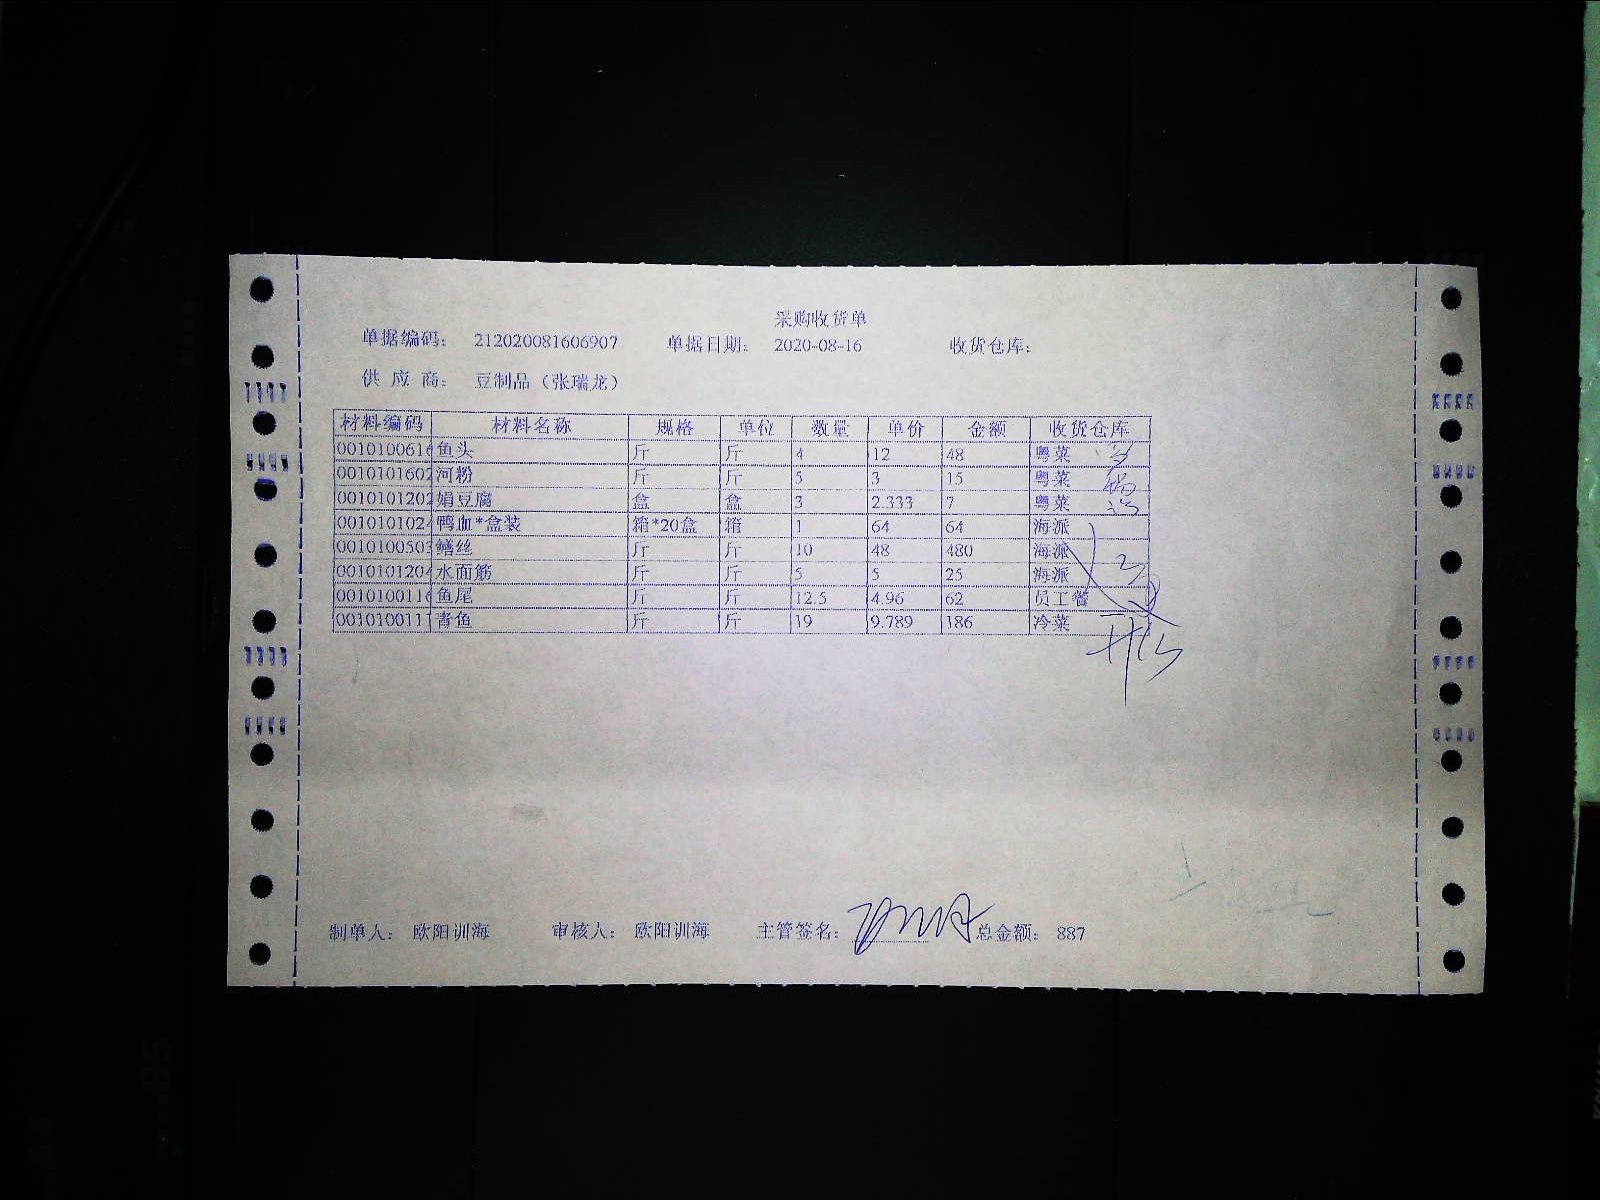 采购收货单
单据编码: 212020081606907 单据日期: 2020-08-16 收货仓库:
供 应 商: 豆制品（张瑞龙）
材料编码 材料名称 规格 单位 数量 单价 金额 收货仓库
0010100616 鱼头 斤 斤 4 12 48 粤菜
0010101602 河粉 斤 斤 5 3 15 粤菜
0010101202 娟豆腐 盒 盒 3 2.333 7 粤菜
0010101024 鸭血*盒装 箱*20盒 箱 1 64 64 海派
0010100503 鳝丝 斤 斤 10 48 480 海派
0010101204 水面筋 斤 斤 5 5 25 海派
0010100116 鱼尾 斤 斤 12.5 4.96 62 员工餐
001010011 青鱼 斤 斤 19 9.789 186 冷菜
制单人: 欧阳训海 审核人: 欧阳训海 主管签名: 总金额: 887